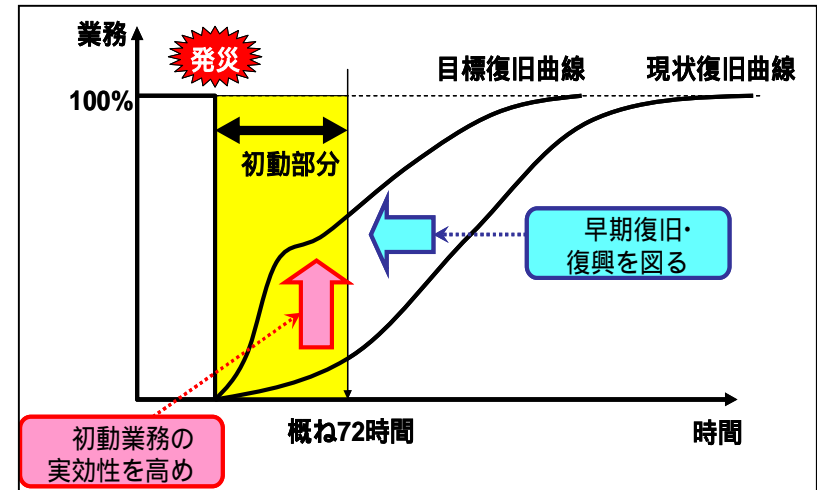 業務
発災
目標復旧曲線
現状復旧曲線
100%
初動部分
早期復旧・
復興を図る
概ね72時間
時間
初動業務の
実効性を高め